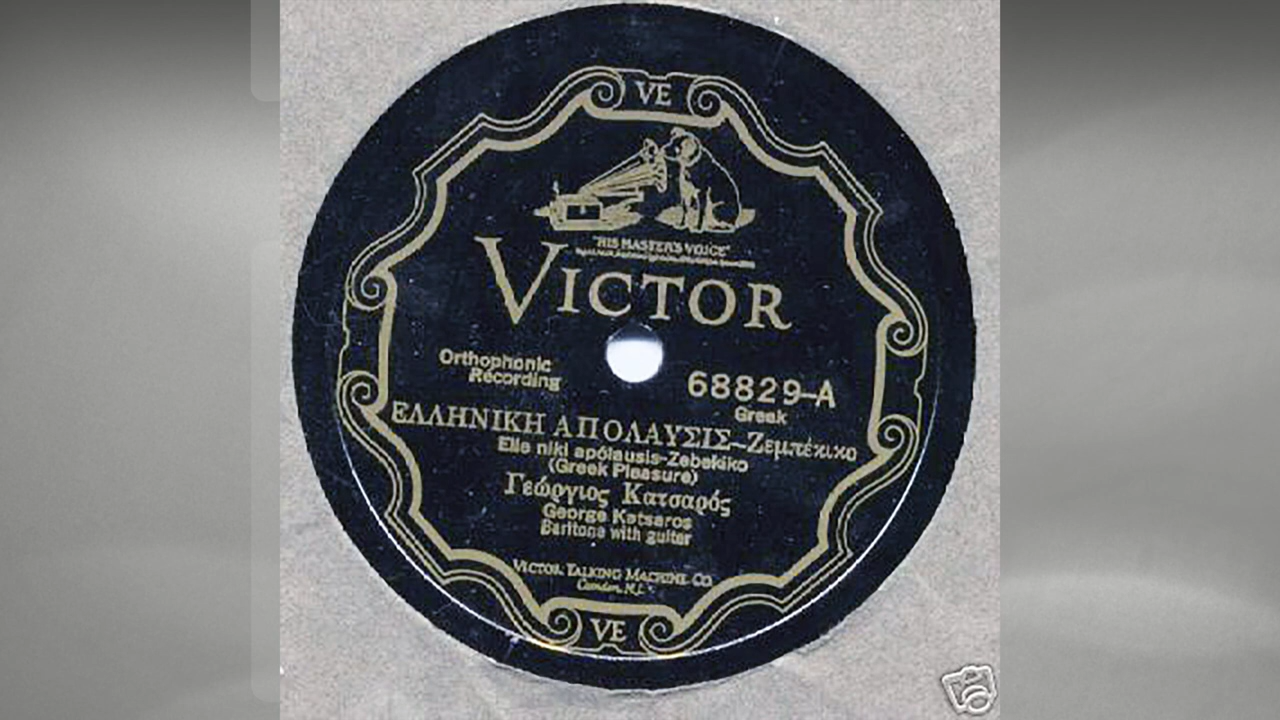 VE
"HIS MASTER'S VOICE"
VICTOR
Orthophonic
Recording
68829-A
Greek
ΕΛΛΗΝΙΚΗ ΑΠΟΛΑΥΣΙΣ-Ζεμπέκικο
Elle niki apólausis-Zebekiko
(Greek Pleasure)
Γεώργιος Κατσαρός
George Katsaros
Baritone with guitar
VICTOR TALKING MACHINE CO.
Camden, N.J.
VE